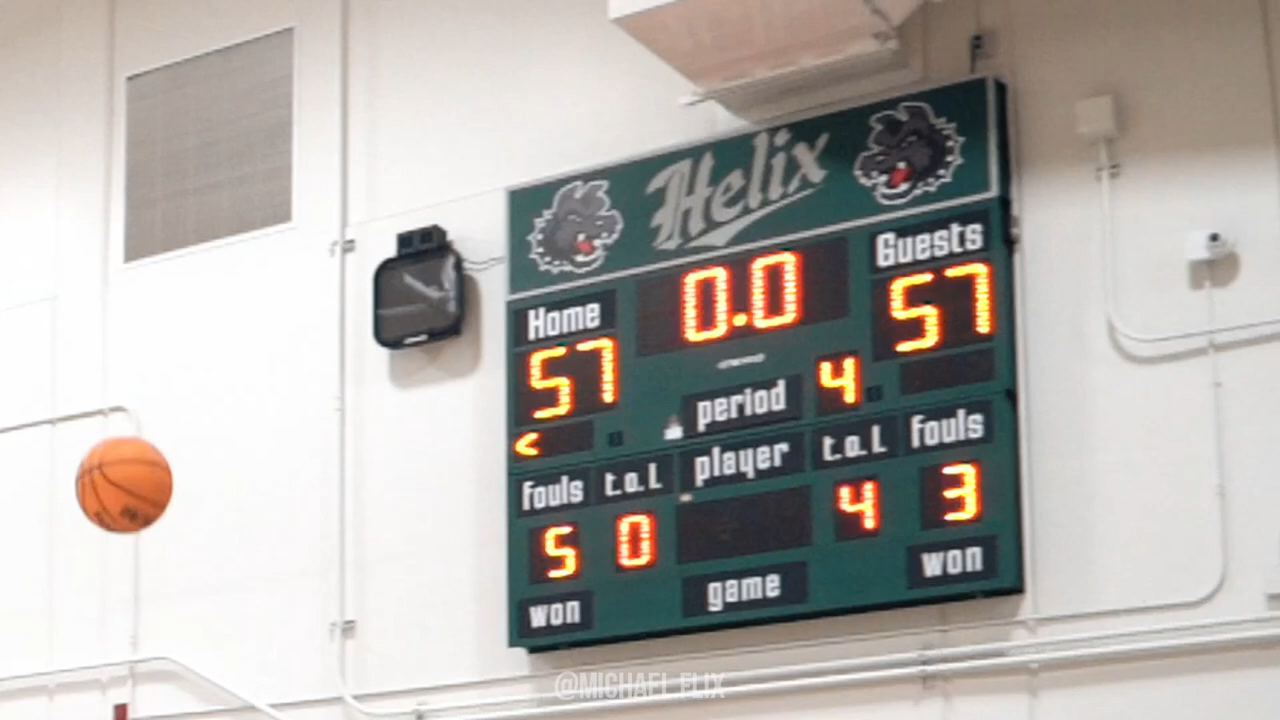 Helix
Guests
0.0
Home
57
57
period 4
<
player
t.o.l fouls
fouls t.o.l
5 0
4 3
won
game
won
@MICHAEL_FLIX